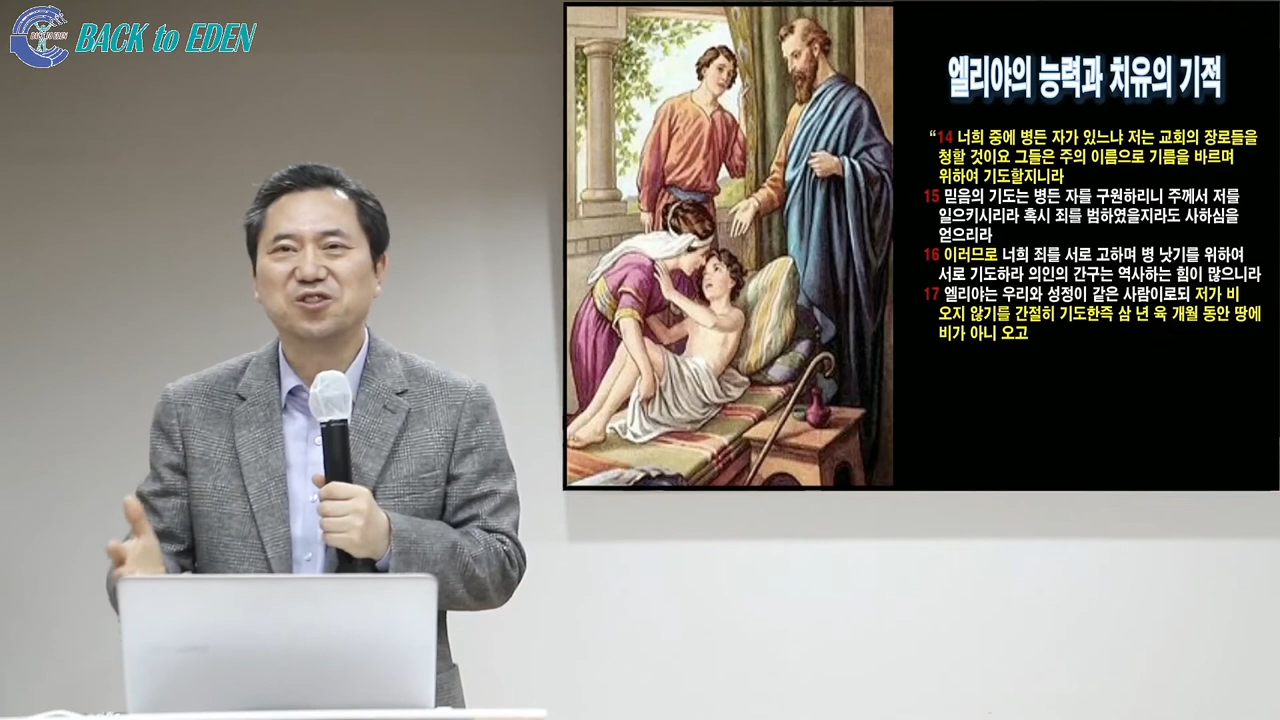 BACK to EDEN
엘리야의 능력과 치유의 기적
“14 너희 중에 병든 자가 있느냐 저는 교회의 장로들을
청할 것이요 그들은 주의 이름으로 기름을 바르며
위하여 기도할지니라
15 믿음의 기도는 병든 자를 구원하리니 주께서 저를
일으키시리라 혹시 죄를 범하였을지라도 사하심을
얻으리라
16 이러므로 너희 죄를 서로 고하며 병 낫기를 위하여
서로 기도하라 의인의 간구는 역사하는 힘이 많으니라
17 엘리야는 우리와 성정이 같은 사람이로되 저가 비
오지 않기를 간절히 기도한즉 삼 년 육 개월 동안 땅에
비가 아니 오고